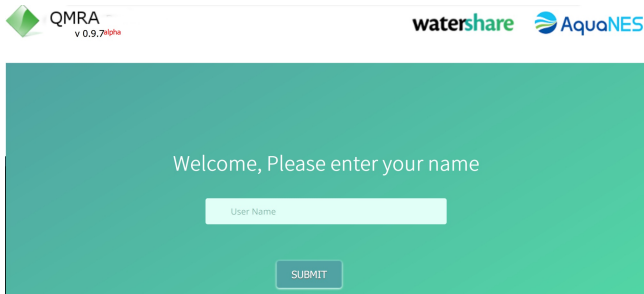 QMRA
v 0.9.7alpha
watershare
AquaNES
Welcome, Please enter your name
User Name
SUBMIT